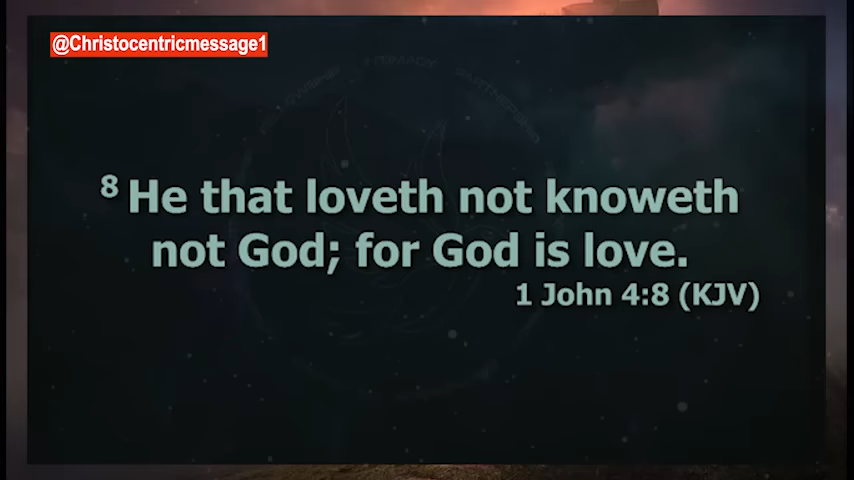 @Christocentricmessage1
8 He that loveth not knoweth
not God; for God is love.
1 John 4:8 (KJV)